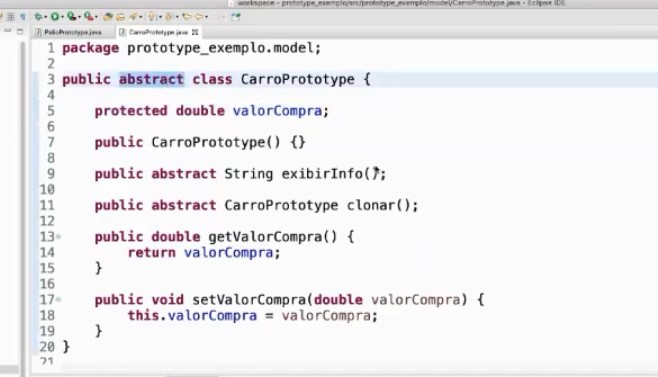 workspace - prototype_exemplo/src/prototype_exemplo/model/CarroPrototype.java - Eclipse IDE
PalioPrototype.java CarroPrototype.java
1 package prototype_exemplo.model;
2
3 public abstract class CarroPrototype {
4
5 protected double valorCompra;
6
7 public CarroPrototype() {}
8
9 public abstract String exibirInfo();
10
11 public abstract CarroPrototype clonar();
12
13 public double getValorCompra() {
14 return valorCompra;
15 }
16
17 public void setValorCompra(double valorCompra) {
18 this.valorCompra = valorCompra;
19 }
20 }
21